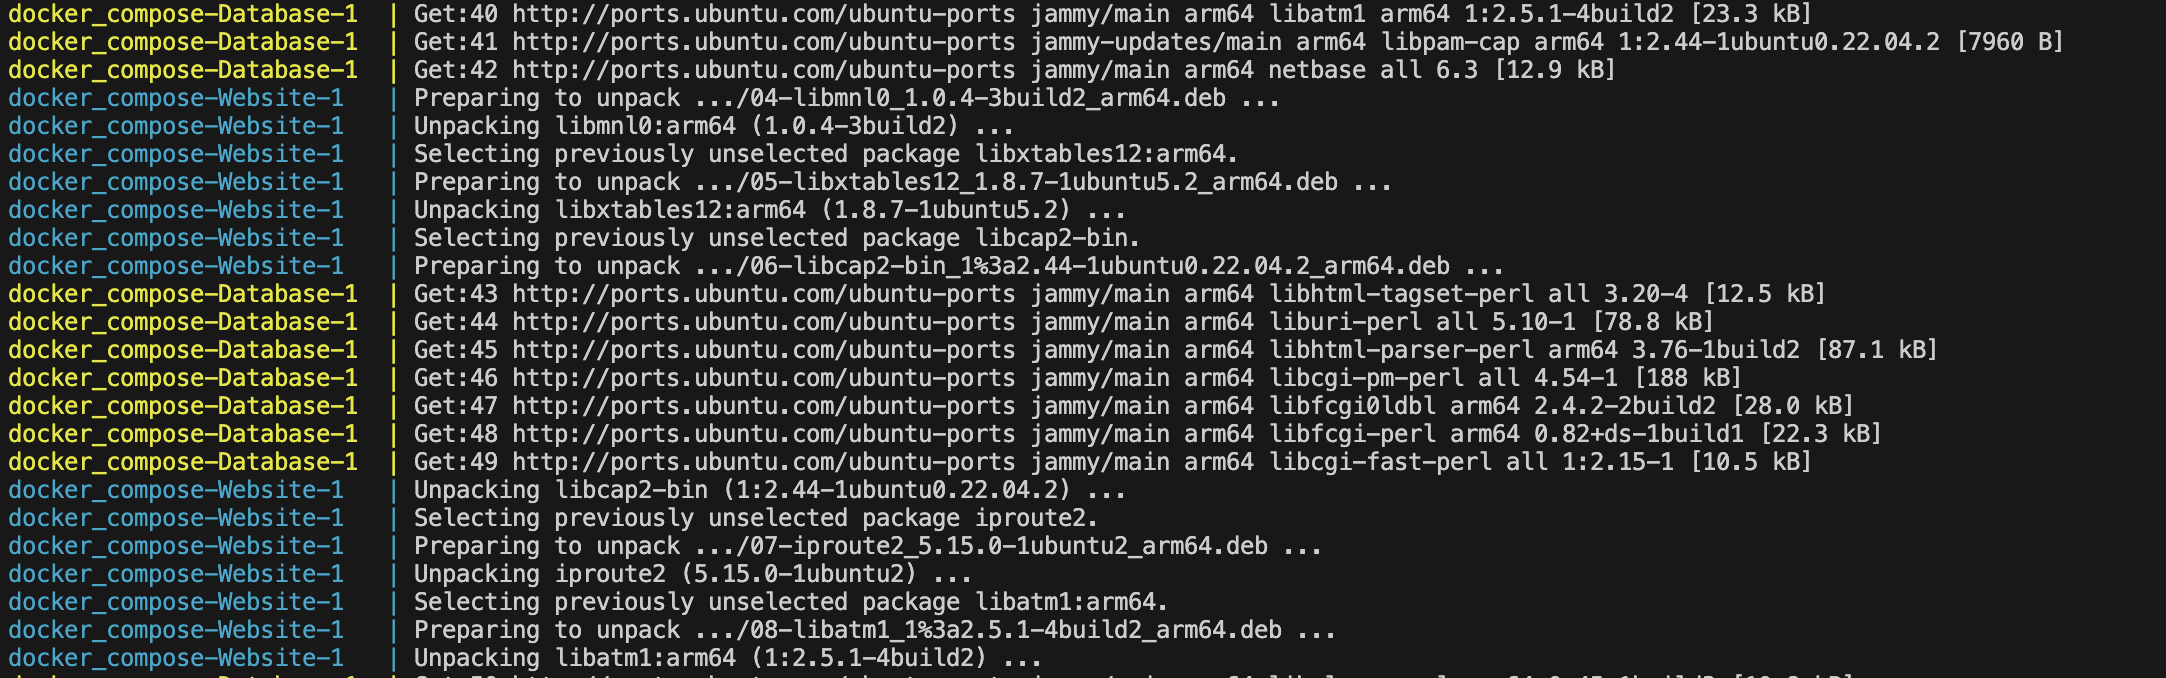 docker_compose-Database-1 | Get:40 http://ports.ubuntu.com/ubuntu-ports jammy/main arm64 libatm1 arm64 1:2.5.1-4build2 [23.3 kB]
docker_compose-Database-1 | Get:41 http://ports.ubuntu.com/ubuntu-ports jammy-updates/main arm64 libpam-cap arm64 1:2.44-1ubuntu0.22.04.2 [7960 B]
docker_compose-Database-1 | Get:42 http://ports.ubuntu.com/ubuntu-ports jammy/main arm64 netbase all 6.3 [12.9 kB]
docker_compose-Website-1 | Preparing to unpack .../04-libmnl0_1.0.4-3build2_arm64.deb ...
docker_compose-Website-1 | Unpacking libmnl0:arm64 (1.0.4-3build2) ...
docker_compose-Website-1 | Selecting previously unselected package libxtables12:arm64.
docker_compose-Website-1 | Preparing to unpack .../05-libxtables12_1.8.7-1ubuntu5.2_arm64.deb ...
docker_compose-Website-1 | Unpacking libxtables12:arm64 (1.8.7-1ubuntu5.2) ...
docker_compose-Website-1 | Selecting previously unselected package libcap2-bin.
docker_compose-Website-1 | Preparing to unpack .../06-libcap2-bin_1%3a2.44-1ubuntu0.22.04.2_arm64.deb ...
docker_compose-Database-1 | Get:43 http://ports.ubuntu.com/ubuntu-ports jammy/main arm64 libhtml-tagset-perl all 3.20-4 [12.5 kB]
docker_compose-Database-1 | Get:44 http://ports.ubuntu.com/ubuntu-ports jammy/main arm64 liburi-perl all 5.10-1 [78.8 kB]
docker_compose-Database-1 | Get:45 http://ports.ubuntu.com/ubuntu-ports jammy/main arm64 libhtml-parser-perl arm64 3.76-1build2 [87.1 kB]
docker_compose-Database-1 | Get:46 http://ports.ubuntu.com/ubuntu-ports jammy/main arm64 libcgi-pm-perl all 4.54-1 [188 kB]
docker_compose-Database-1 | Get:47 http://ports.ubuntu.com/ubuntu-ports jammy/main arm64 libfcgi0ldbl arm64 2.4.2-2build2 [28.0 kB]
docker_compose-Database-1 | Get:48 http://ports.ubuntu.com/ubuntu-ports jammy/main arm64 libfcgi-perl arm64 0.82+ds-1build1 [22.3 kB]
docker_compose-Database-1 | Get:49 http://ports.ubuntu.com/ubuntu-ports jammy/main arm64 libcgi-fast-perl all 1:2.15-1 [10.5 kB]
docker_compose-Website-1 | Unpacking libcap2-bin (1:2.44-1ubuntu0.22.04.2) ...
docker_compose-Website-1 | Selecting previously unselected package iproute2.
docker_compose-Website-1 | Preparing to unpack .../07-iproute2_5.15.0-1ubuntu2_arm64.deb ...
docker_compose-Website-1 | Unpacking iproute2 (5.15.0-1ubuntu2) ...
docker_compose-Website-1 | Selecting previously unselected package libatm1:arm64.
docker_compose-Website-1 | Preparing to unpack .../08-libatm1_1%3a2.5.1-4build2_arm64.deb ...
docker_compose-Website-1 | Unpacking libatm1:arm64 (1:2.5.1-4build2) ...